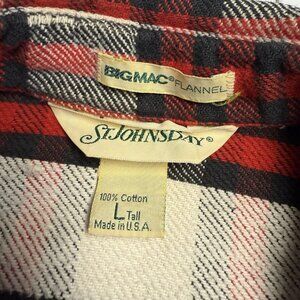 BIG MAC® FLANNEL
ST. JOHNSBAY®
100% Cotton
L Tall
Made in U.S.A.